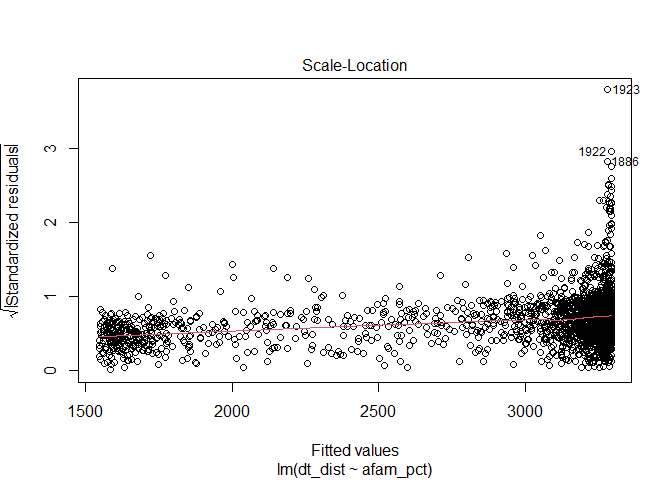 Scale-Location
1923
1922
1886
3
2
1
0
√|Standardized residuals|
1500 2000 2500 3000
Fitted values
lm(dt_dist ~ afam_pct)